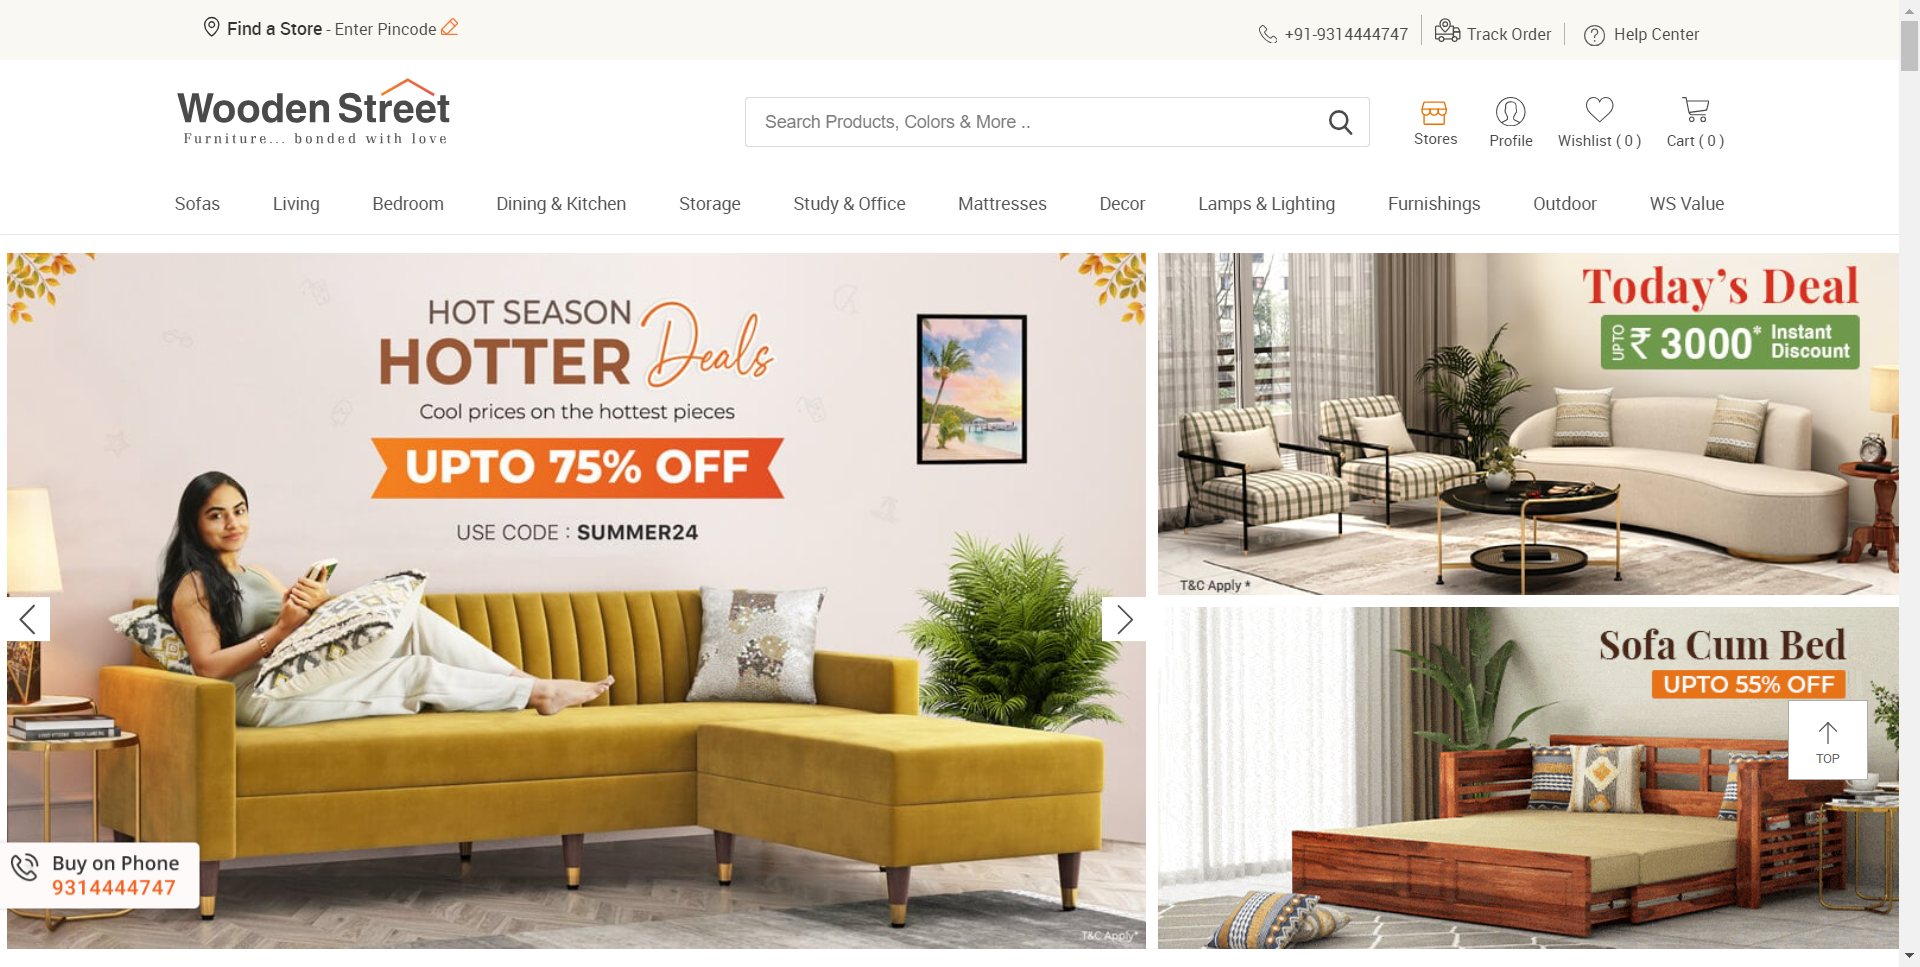 Find a Store - Enter Pincode
+91-9314444747
Track Order
Help Center
Wooden Street
Furniture... bonded with love
Search Products, Colors & More ..
Stores
Profile
Wishlist ( 0 )
Cart ( 0 )
Sofas
Living
Bedroom
Dining & Kitchen
Storage
Study & Office
Mattresses
Decor
Lamps & Lighting
Furnishings
Outdoor
WS Value
HOT SEASON
HOTTER Deals
Cool prices on the hottest pieces
UPTO 75% OFF
USE CODE : SUMMER24
T&C Apply*
Buy on Phone
9314444747
Today's Deal
UPTO ₹ 3000* Instant Discount
T&C Apply *
Sofa Cum Bed
UPTO 55% OFF
TOP